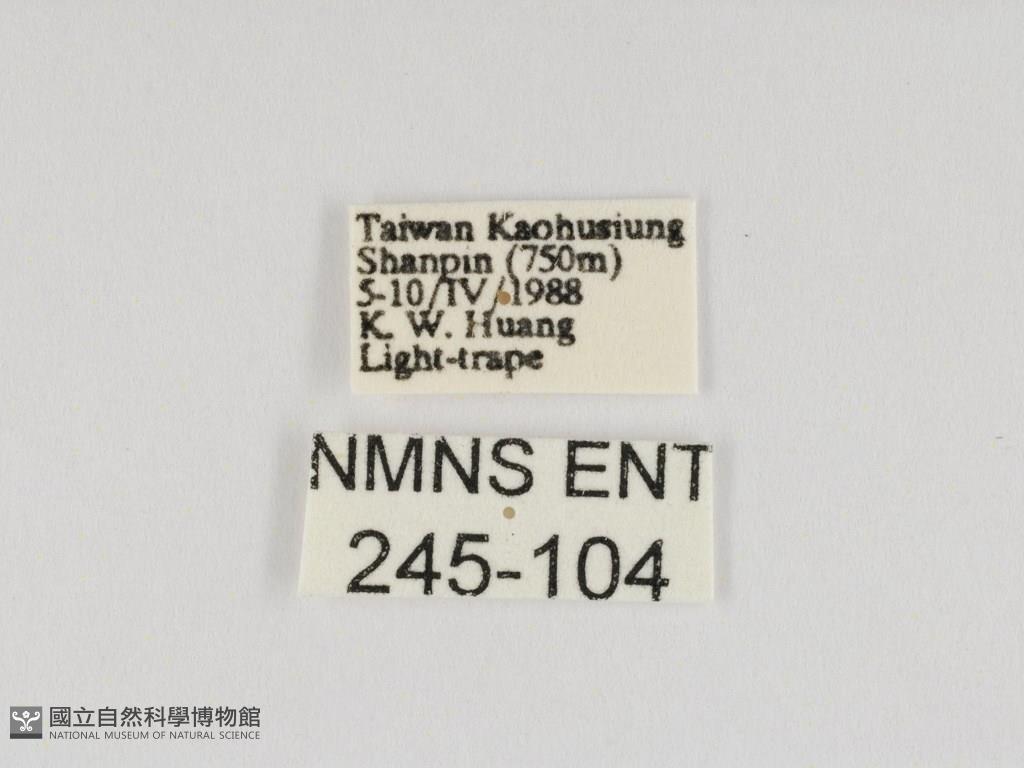 Taiwan Kaohusiung
Shanpin (750m)
5-10/IV/1988
K. W. Huang
Light-trape
NMNS ENT
245-104
國立自然科學博物館
NATIONAL MUSEUM OF NATURAL SCIENCE